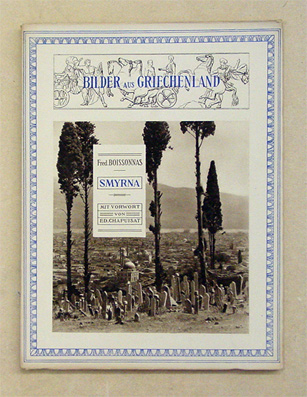 BILDER AUS GRIECHENLAND
Fred. BOISSONNAS
SMYRNA
MIT VORWORT
VON
ED. CHAPUISAT